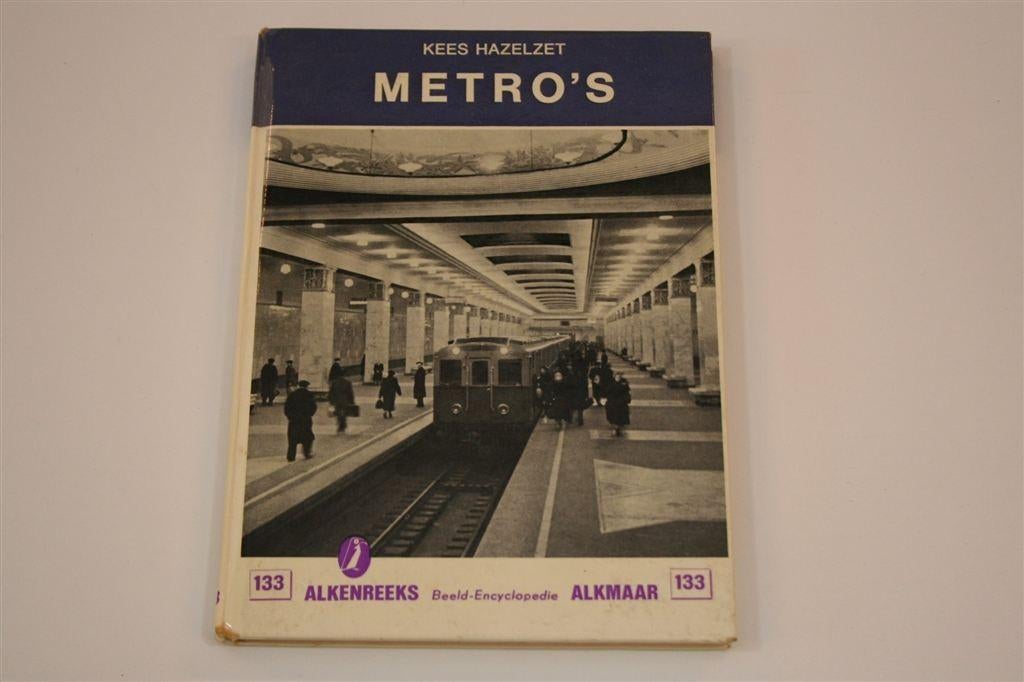 KEES HAZELZET
METRO'S
133 ALKENREEKS Beeld-Encyclopedie ALKMAAR 133